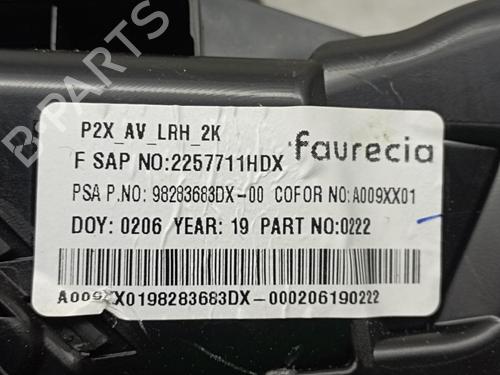 B-PARTS
P2X_AV_LRH_2K
F SAP NO:2257711HDX
faurecia
PSA P.NO: 98283683DX-00 COFOR NO:A009XX01
DOY: 0206 YEAR: 19 PART NO:0222
A009XX0198283683DX-000206190222